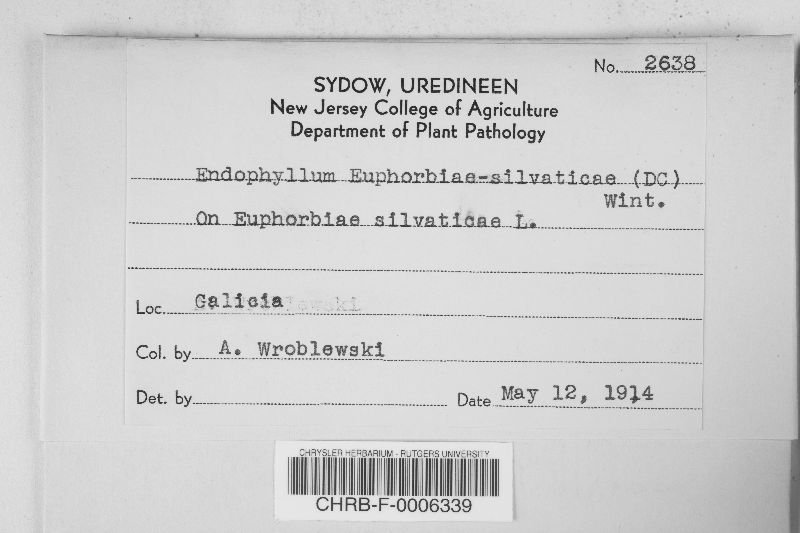 No. 2638
SYDOW, UREDINEEN
New Jersey College of Agriculture
Department of Plant Pathology
Endophyllum Euphorbiae-silvaticae (DC)
Wint.
On Euphorbiae silvaticae L.
Loc. Galicia
Col. by A. Wroblewski
Det. by
Date May 12, 1914
CHRYSLER HERBARIUM - RUTGERS UNIVERSITY
CHRB-F-0006339